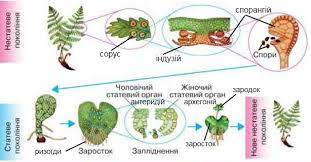 Нестатеве
покоління
сорус
індузій
спорангій
Спори
Статеве
покоління
ризоїди
Заросток
Чоловічий
статевий орган
антеридій
Жіночий
статевий орган
архегоній
Запліднення
зародок
заросток
Нове нестатеве
покоління